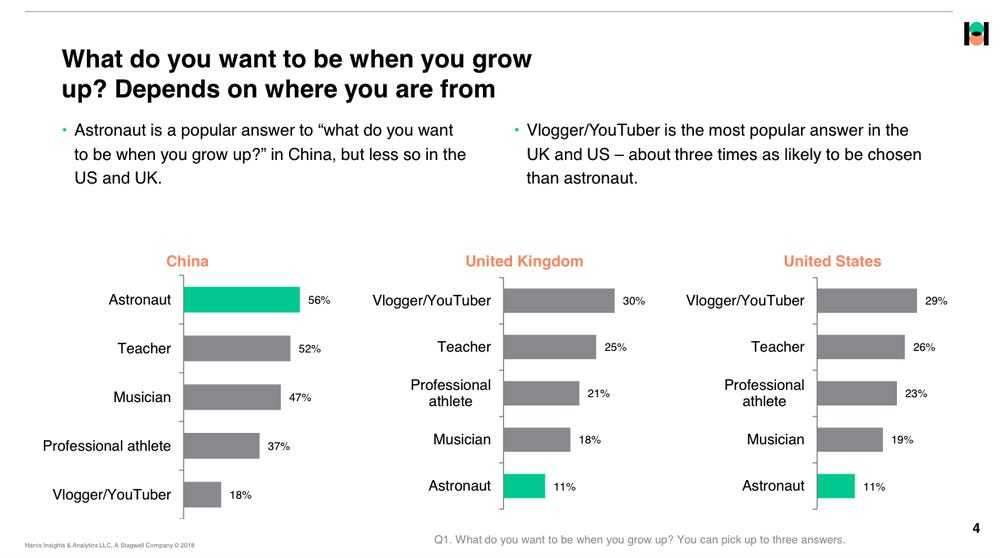 What do you want to be when you grow
up? Depends on where you are from
• Astronaut is a popular answer to “what do you want
to be when you grow up?” in China, but less so in the
US and UK.
• Vlogger/YouTuber is the most popular answer in the
UK and US – about three times as likely to be chosen
than astronaut.
China
Astronaut 56%
Teacher 52%
Musician 47%
Professional athlete 37%
Vlogger/YouTuber 18%
United Kingdom
Vlogger/YouTuber 30%
Teacher 25%
Professional
athlete 21%
Musician 18%
Astronaut 11%
United States
Vlogger/YouTuber 29%
Teacher 26%
Professional
athlete 23%
Musician 19%
Astronaut 11%
4
Harris Insights & Analytics LLC, A Stagwell Company © 2018
Q1. What do you want to be when you grow up? You can pick up to three answers.